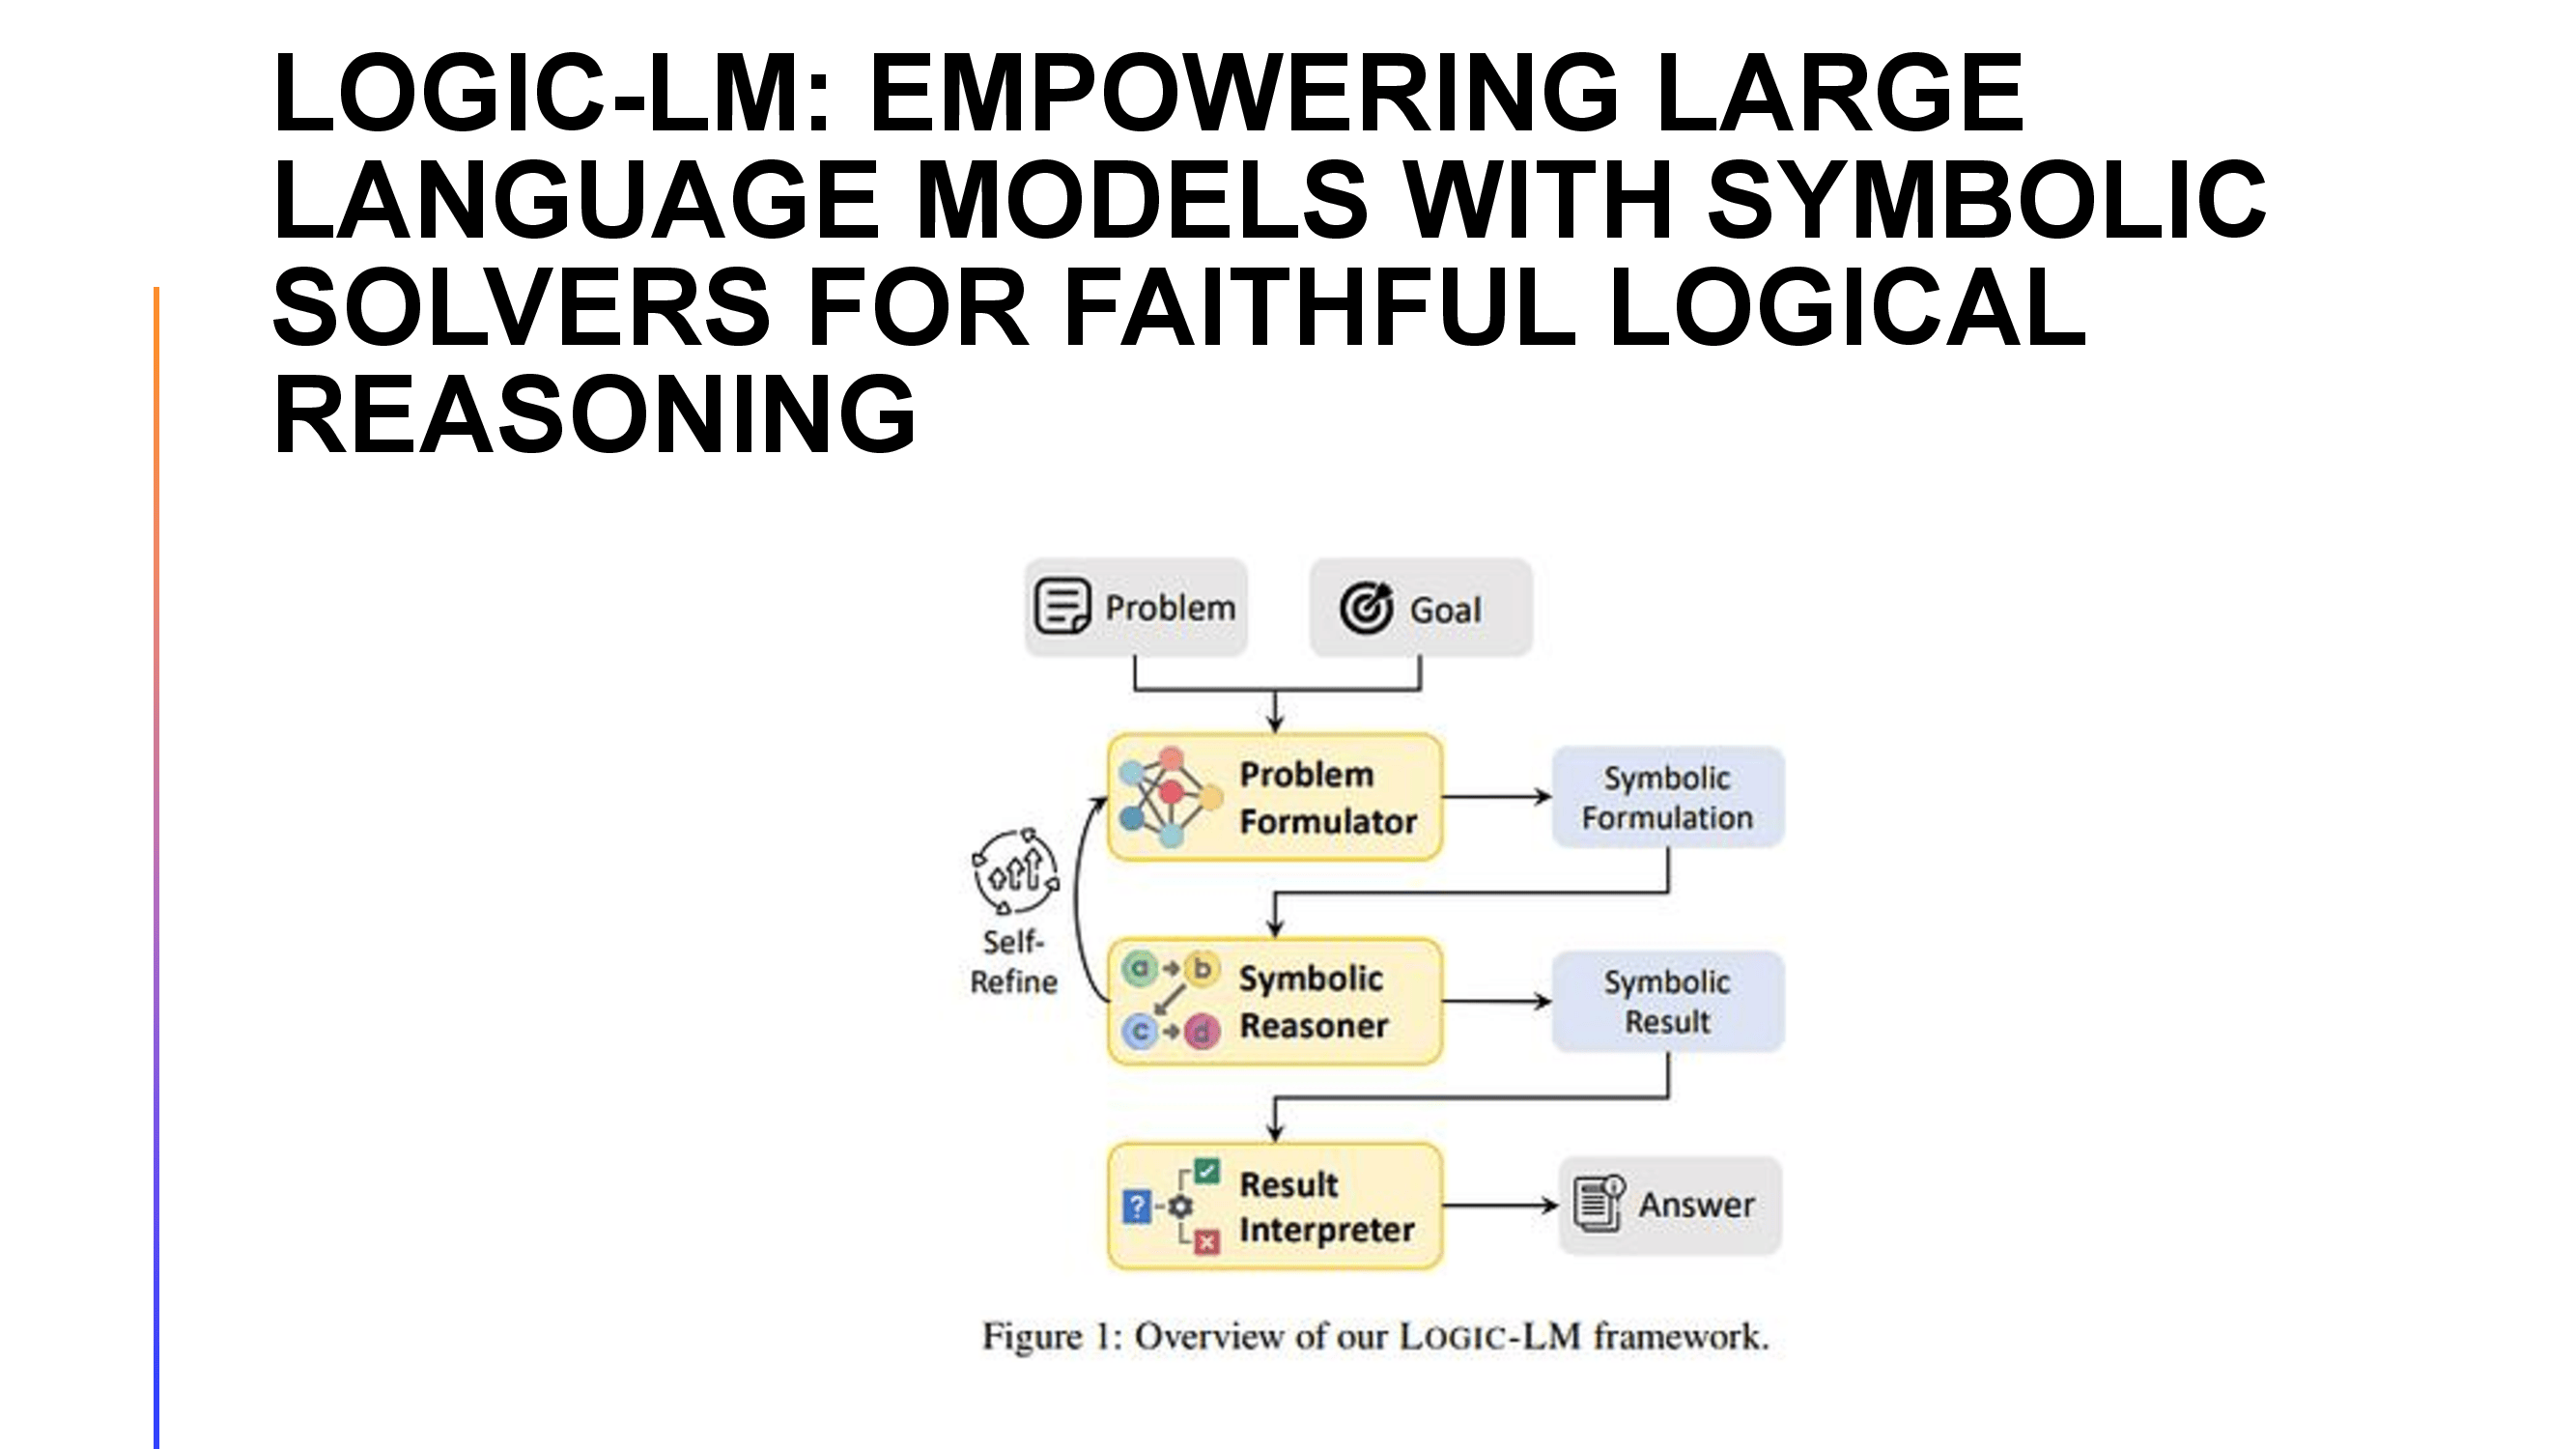 LOGIC-LM: EMPOWERING LARGE
LANGUAGE MODELS WITH SYMBOLIC
SOLVERS FOR FAITHFUL LOGICAL
REASONING
Problem
Goal
Problem
Formulator
Symbolic
Formulation
Self-
Refine
a
b
c
d
Symbolic
Reasoner
Symbolic
Result
?
Result
Interpreter
Answer
Figure 1: Overview of our LOGIC-LM framework.